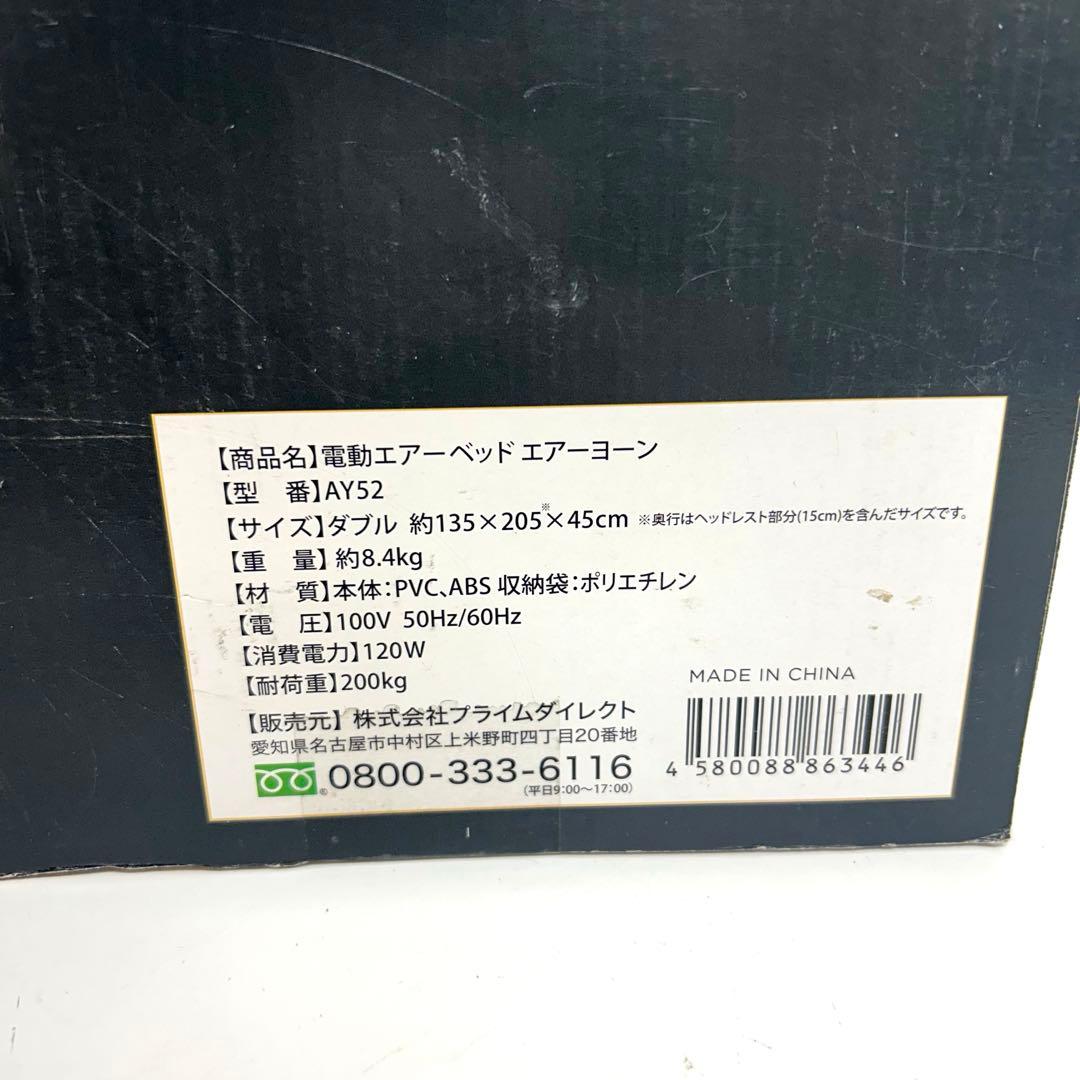 【商品名】電動エアーベッド エアーヨーン
【型　番】AY52
【サイズ】ダブル 約135×205※×45cm ※奥行はヘッドレスト部分(15cm)を含んだサイズです。
【重　量】約8.4kg
【材　質】本体：PVC、ABS 収納袋：ポリエチレン
【電　圧】100V 50Hz/60Hz
【消費電力】120W
【耐荷重】200kg
【販売元】株式会社プライムダイレクト
愛知県名古屋市中村区上米野町四丁目20番地
0800-333-6116
(平日9:00～17:00)
MADE IN CHINA
4 580088 863446